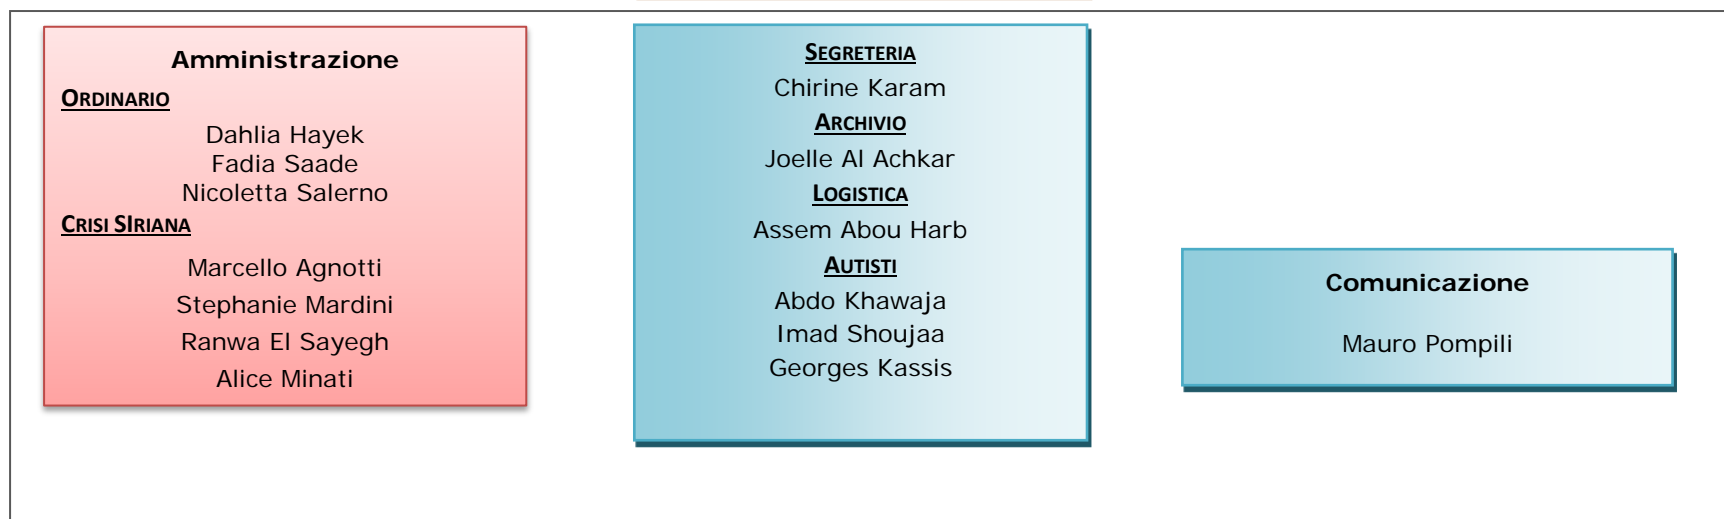 Amministrazione
ORDINARIO
Dahlia Hayek
Fadia Saade
Nicoletta Salerno
CRISI SIRIANA
Marcello Agnotti
Stephanie Mardini
Ranwa El Sayegh
Alice Minati
SEGRETERIA
Chirine Karam
ARCHIVIO
Joelle Al Achkar
LOGISTICA
Assem Abou Harb
AUTISTI
Abdo Khawaja
Imad Shoujaa
Georges Kassis
Comunicazione
Mauro Pompili